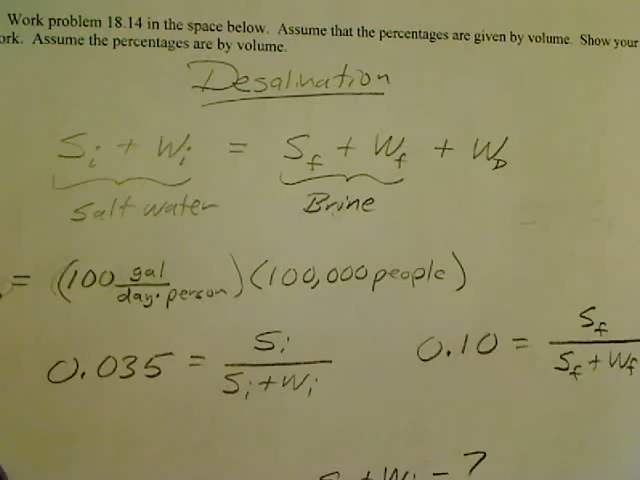 Work problem 18.14 in the space below. Assume that the percentages are given by volume. Show your
ork. Assume the percentages are by volume.
Desalination
Si + Wi = Sf + Wf + WD
Salt water Brine
= (100 gal/day·person)(100,000 people)
0.035 = Si/(Si+Wi) 0.10 = Sf/(Sf+Wf
+ Wi = ?